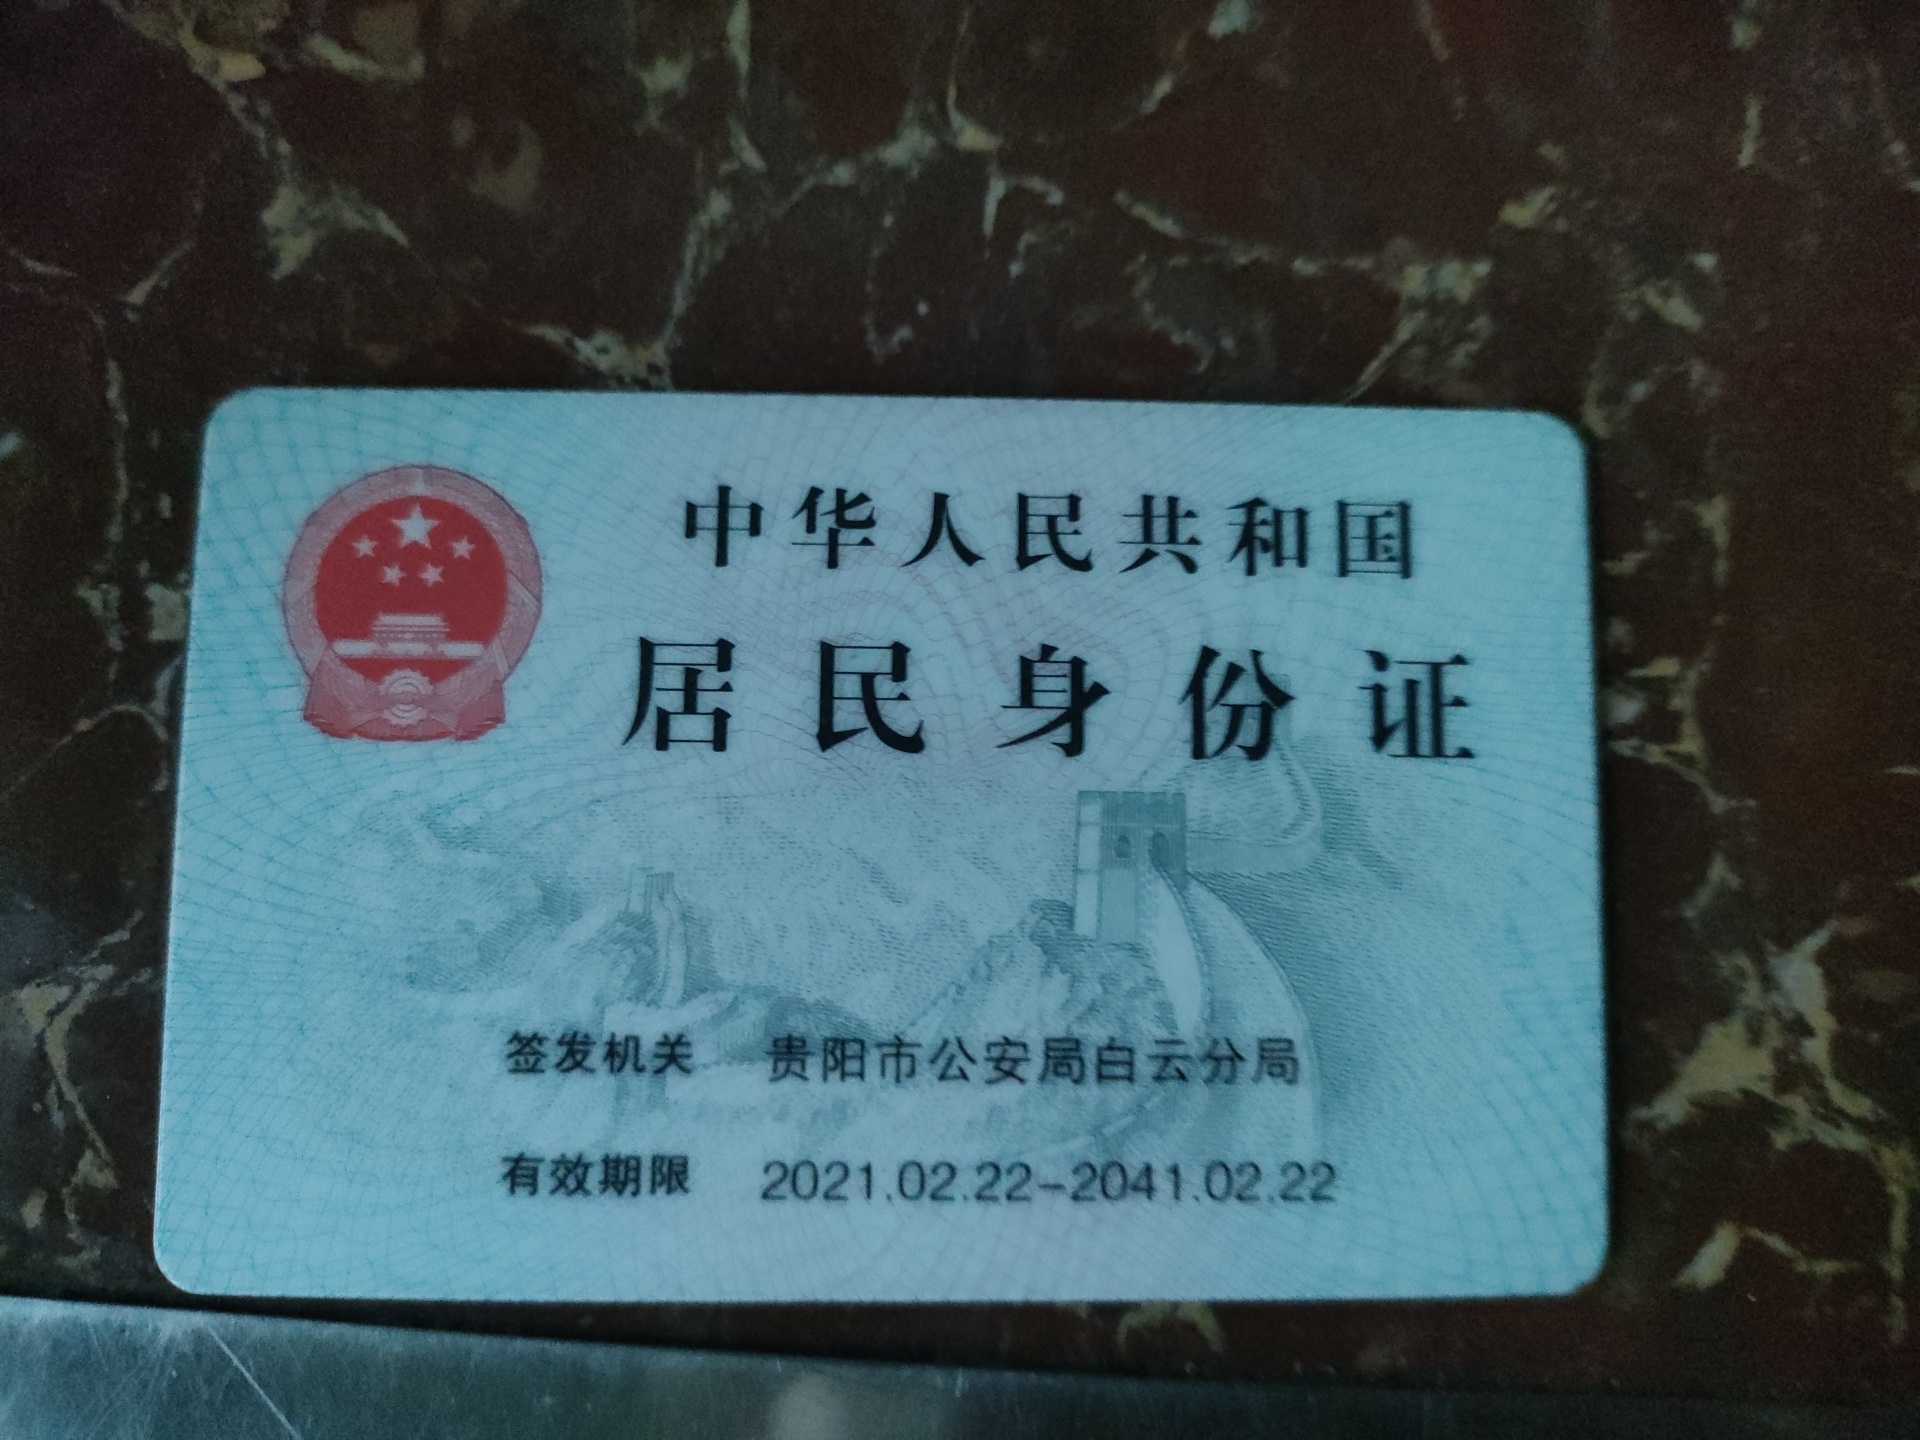 中华人民共和国
居民身份证
签发机关 贵阳市公安局白云分局
有效期限 2021.02.22-2041.02.22